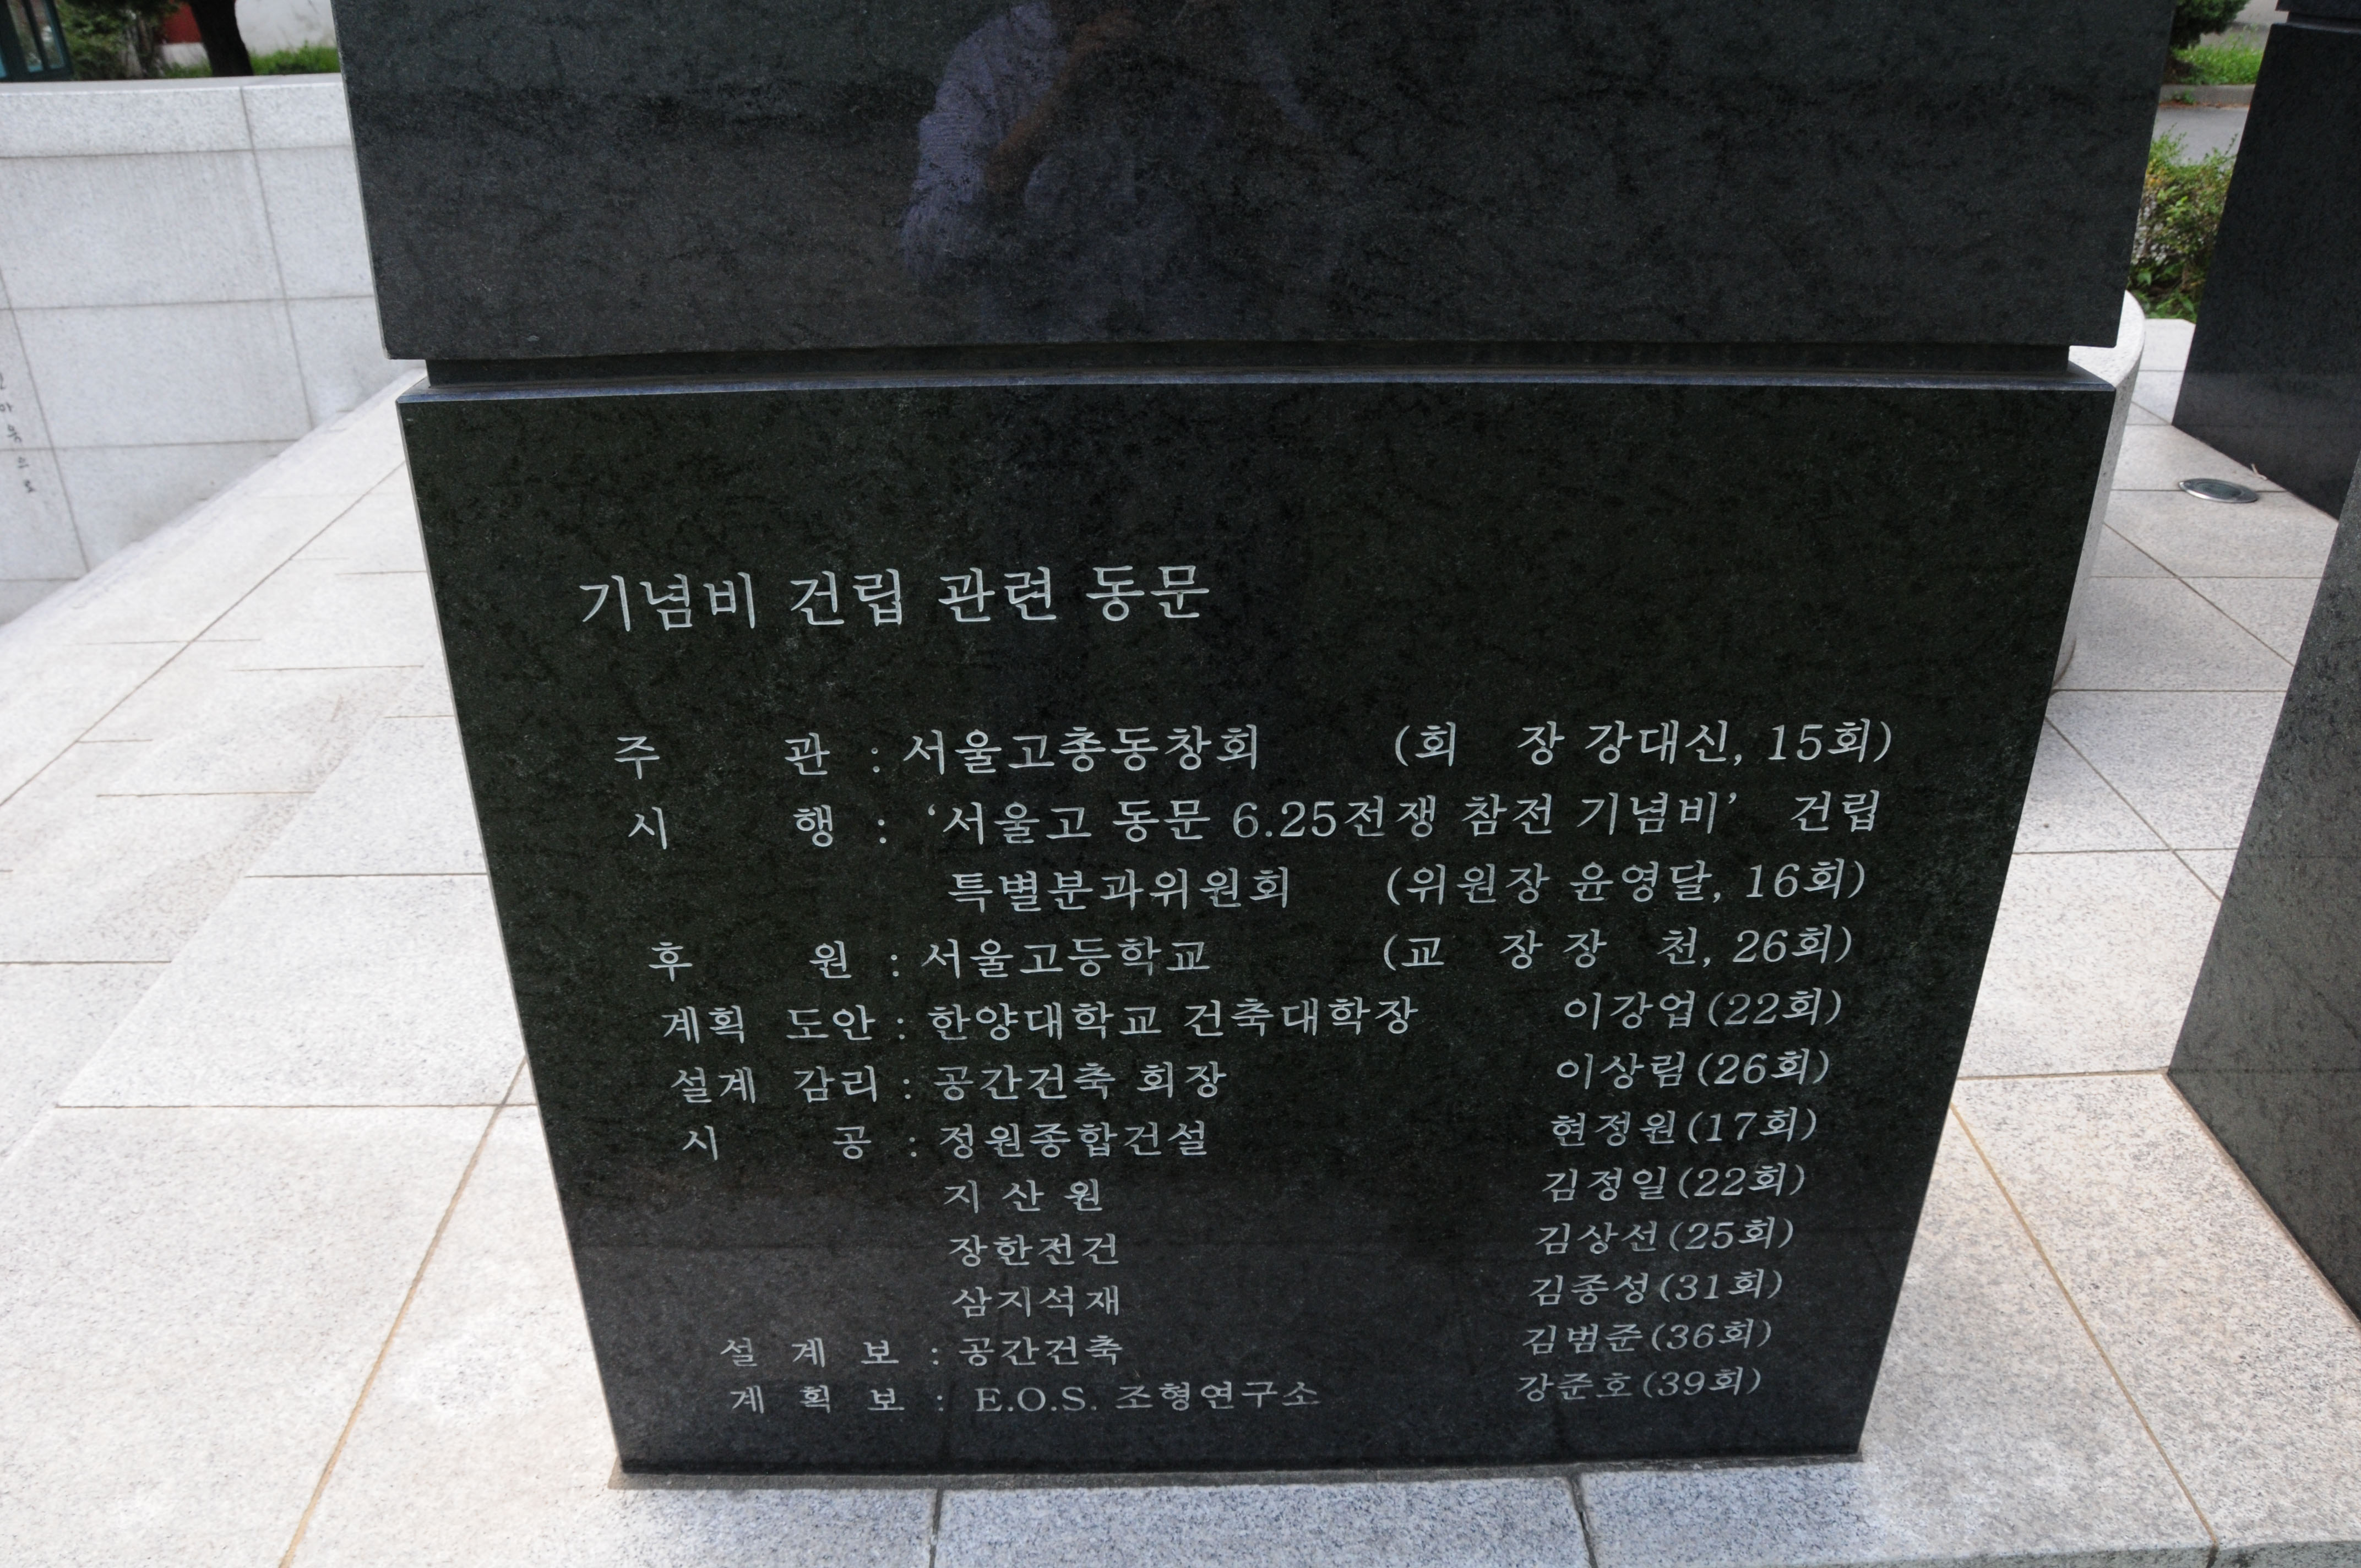 기념비 건립 관련 동문
주 관 : 서울고총동창회 (회 장 강대신, 15회)
시 행 : ‘서울고 동문 6.25전쟁 참전 기념비’ 건립
특별분과위원회 (위원장 윤영달, 16회)
후 원 : 서울고등학교 (교 장 장 천, 26회)
계획 도안 : 한양대학교 건축대학장 이강업(22회)
설계 감리 : 공간건축 회장 이상림(26회)
시 공 : 정원종합건설 현정원(17회)
지 산 원 김정일(22회)
장한전건 김상선(25회)
삼지석재 김종성(31회)
설 계 보 : 공간건축 김범준(36회)
계 획 보 : E.O.S. 조형연구소 강준호(39회)